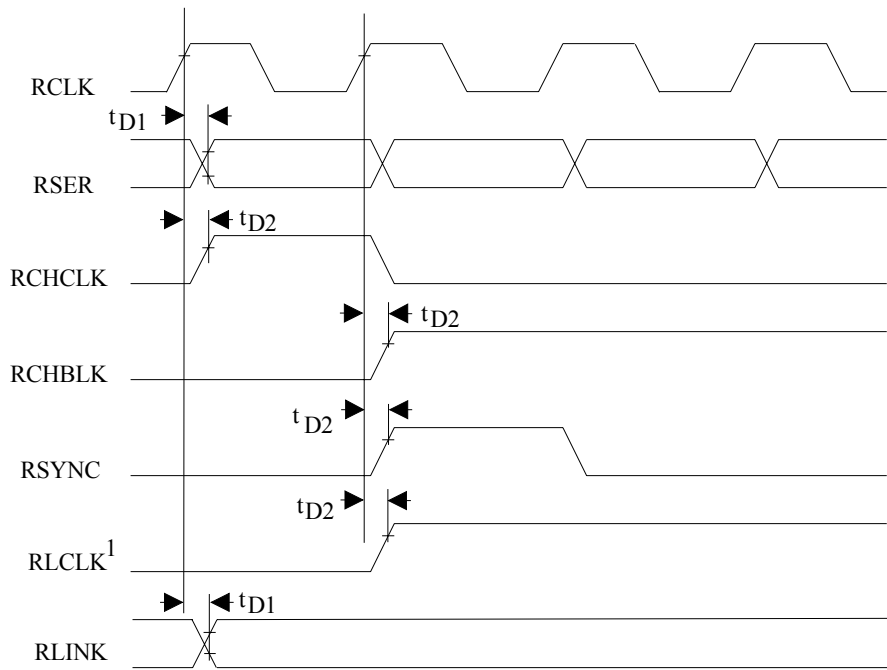 RCLK
tD1
RSER
tD2
RCHCLK
tD2
RCHBLK
tD2
RSYNC
tD2
RLCLK1
tD1
RLINK